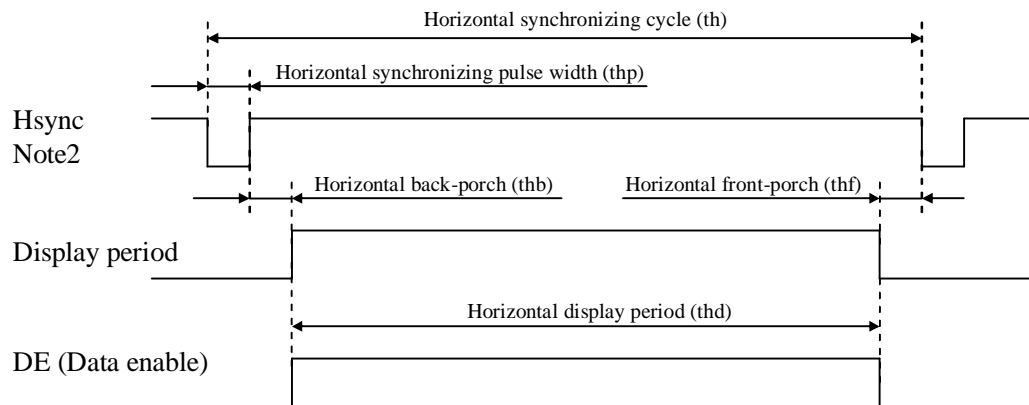 Horizontal synchronizing cycle (th)
Horizontal synchronizing pulse width (thp)
Hsync
Note2
Horizontal back-porch (thb)
Horizontal front-porch (thf)
Display period
Horizontal display period (thd)
DE (Data enable)